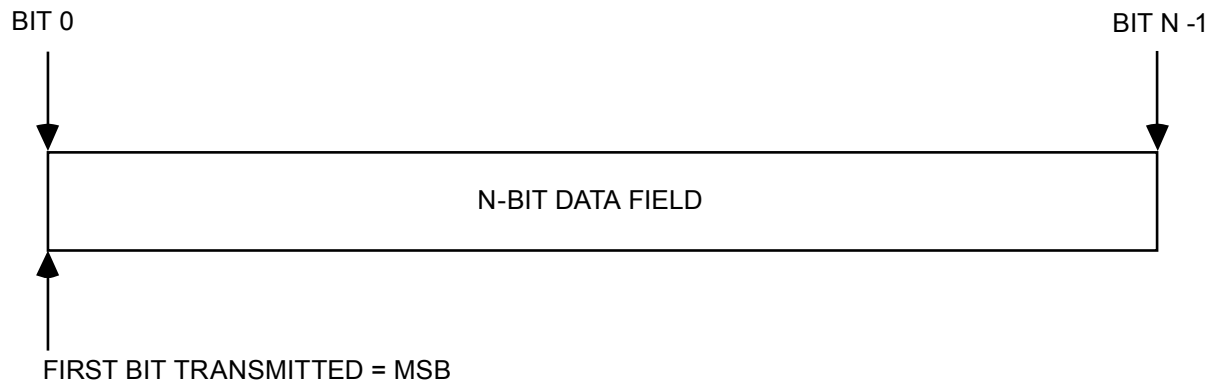 BIT 0
BIT N -1
N-BIT DATA FIELD
FIRST BIT TRANSMITTED = MSB